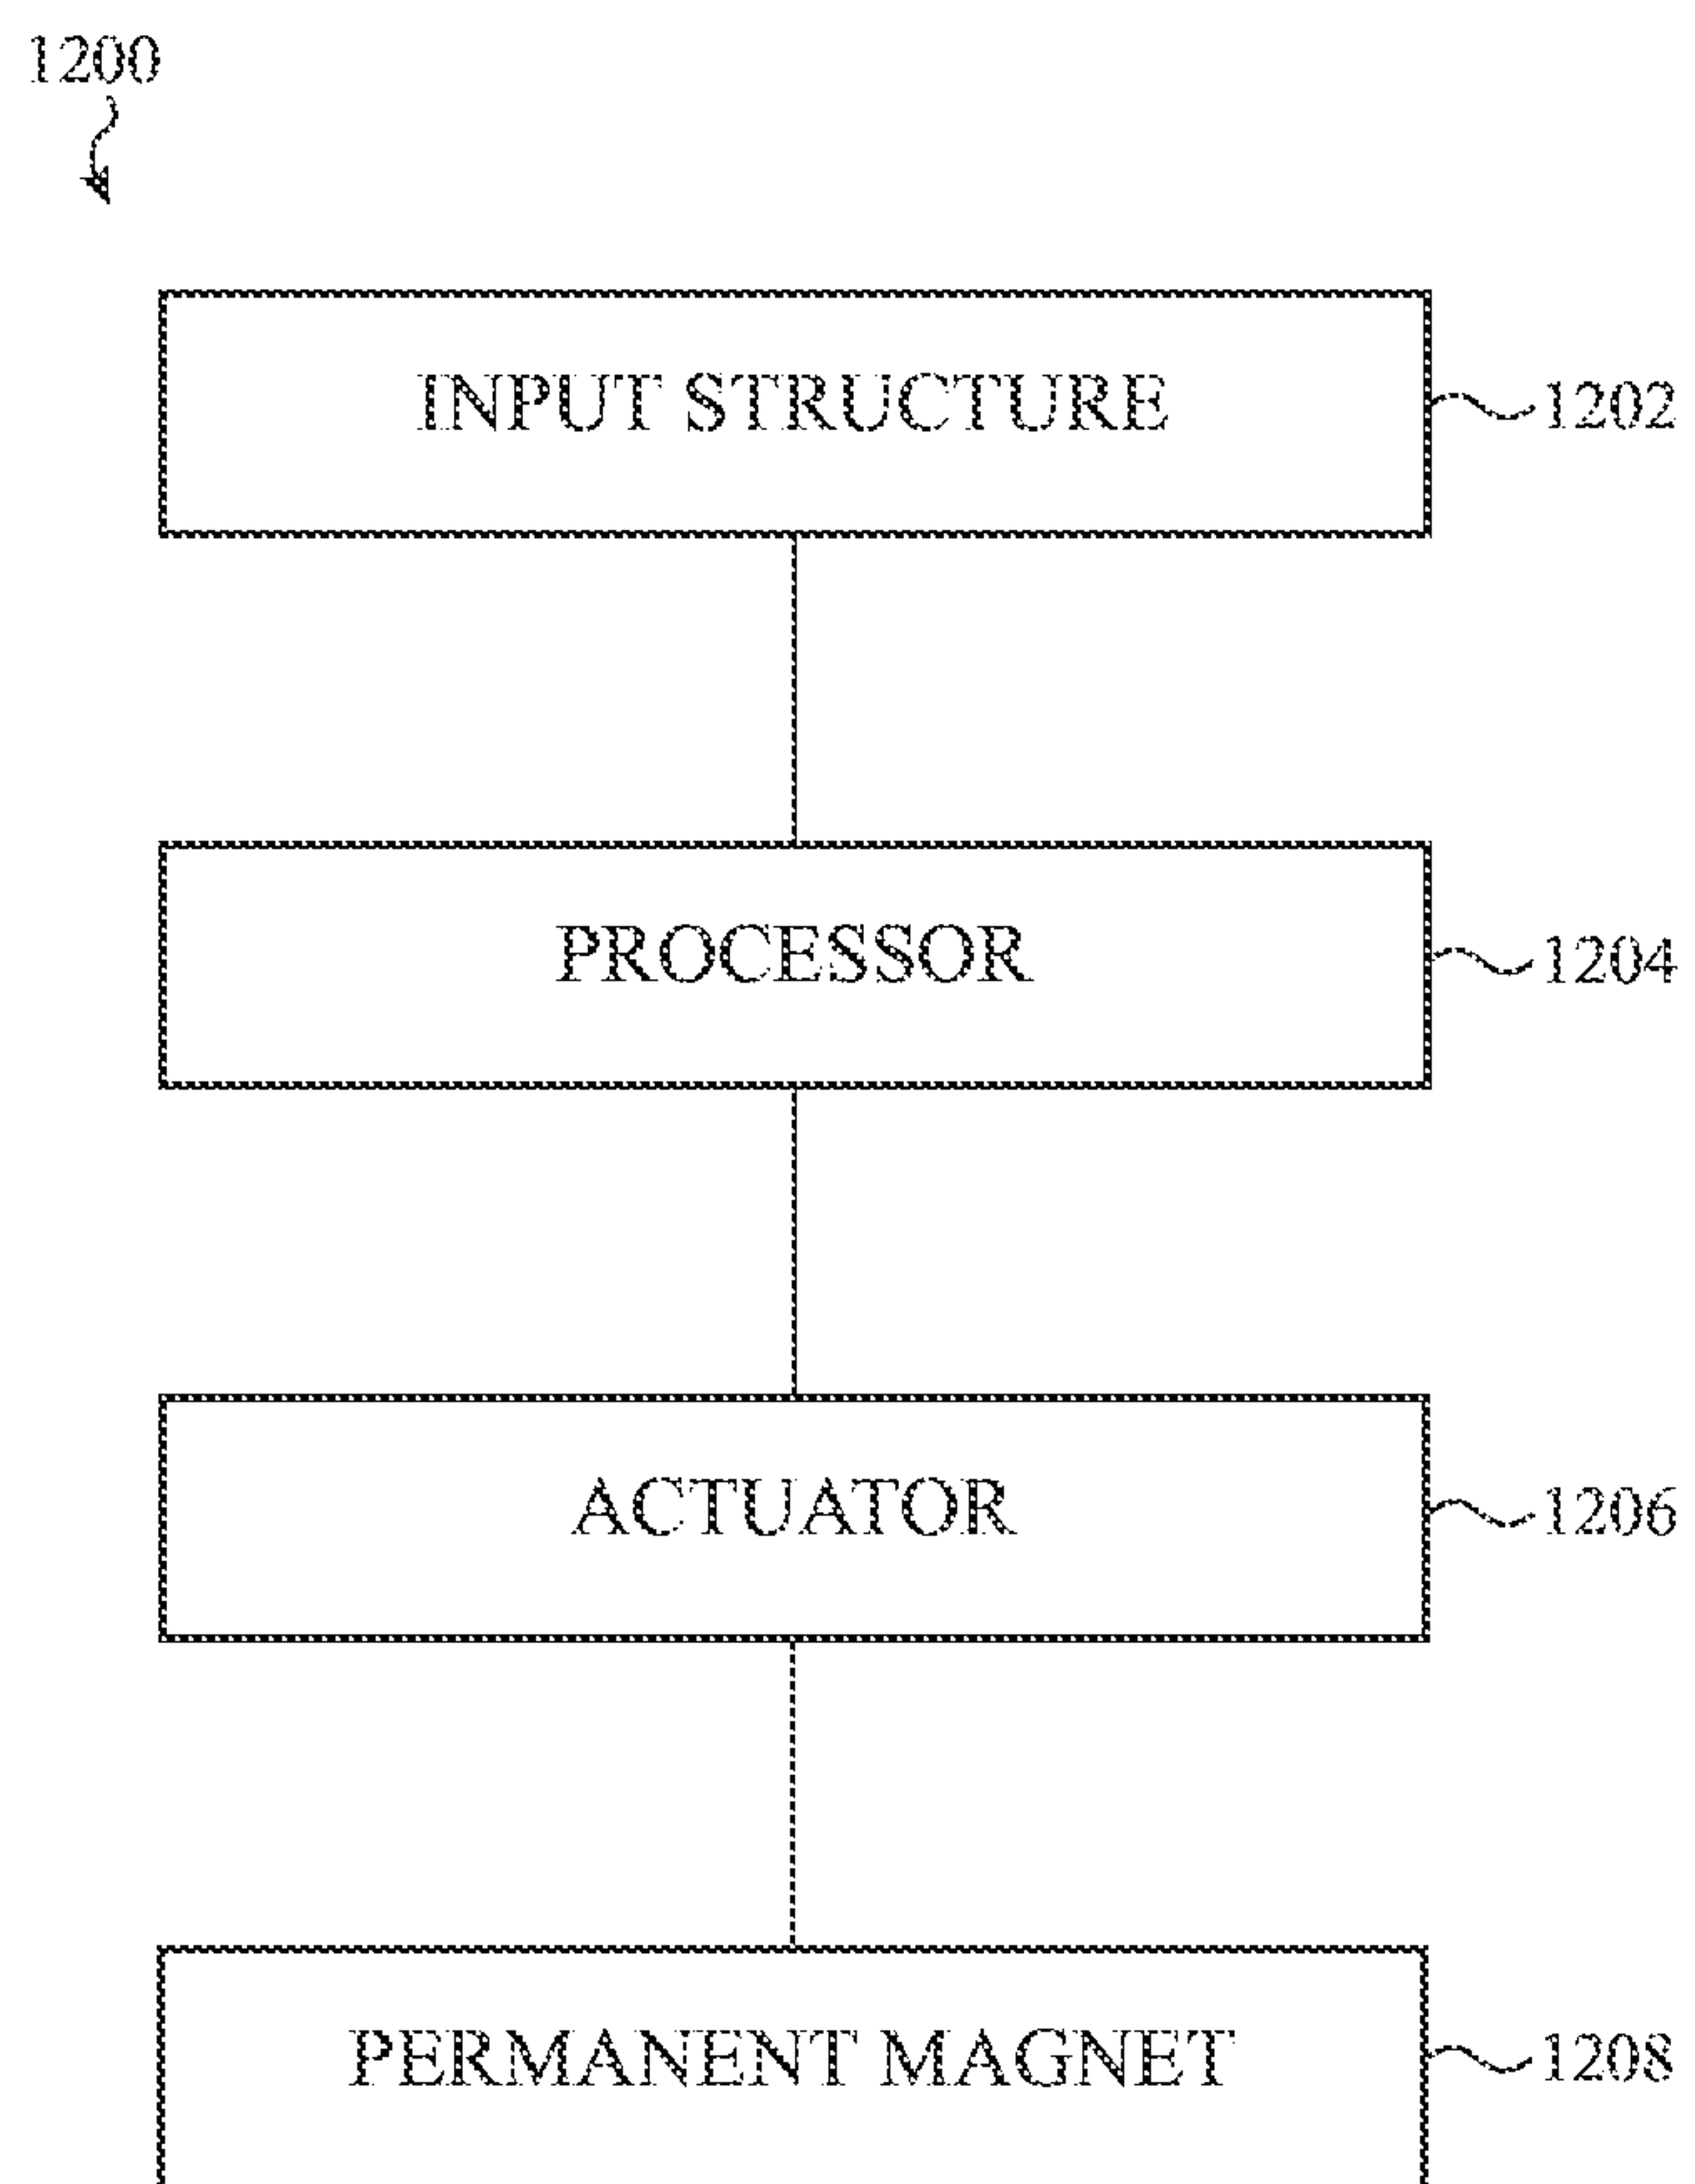 1200
INPUT STRUCTURE 1202
PROCESSOR 1204
ACTUATOR 1206
PERMANENT MAGNET 1208